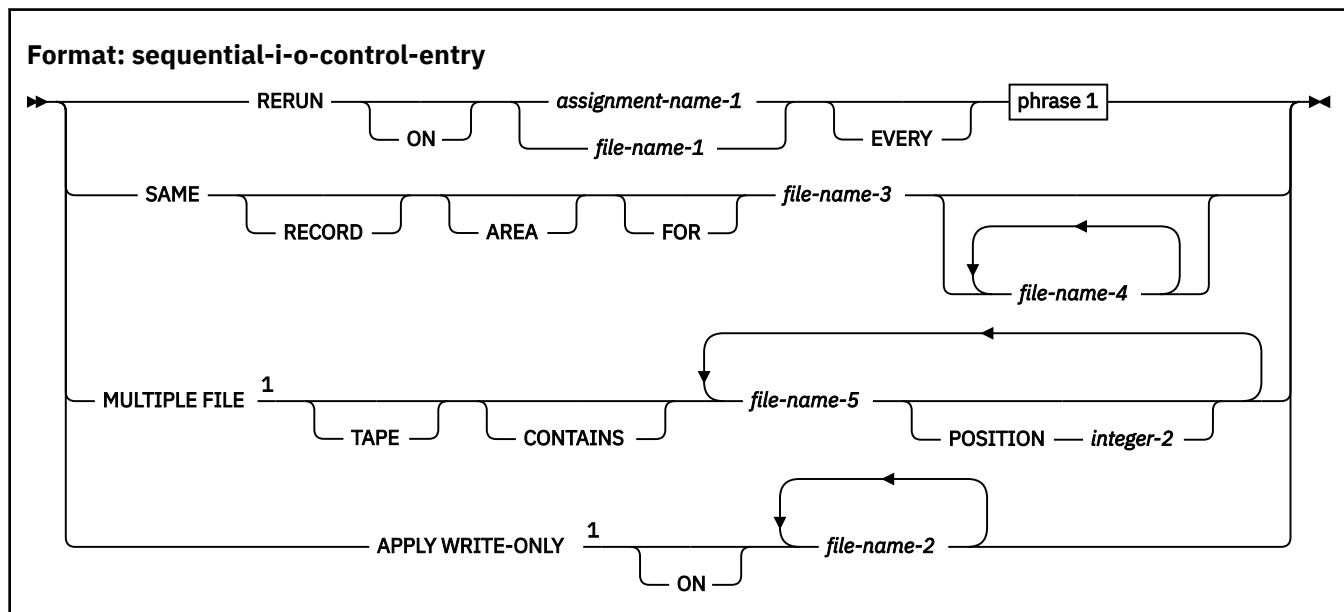 Format: sequential-i-o-control-entry
RERUN ON assignment-name-1 EVERY phrase 1
file-name-1
SAME RECORD AREA FOR file-name-3
file-name-4
MULTIPLE FILE 1 TAPE CONTAINS file-name-5 POSITION integer-2
APPLY WRITE-ONLY 1 ON file-name-2